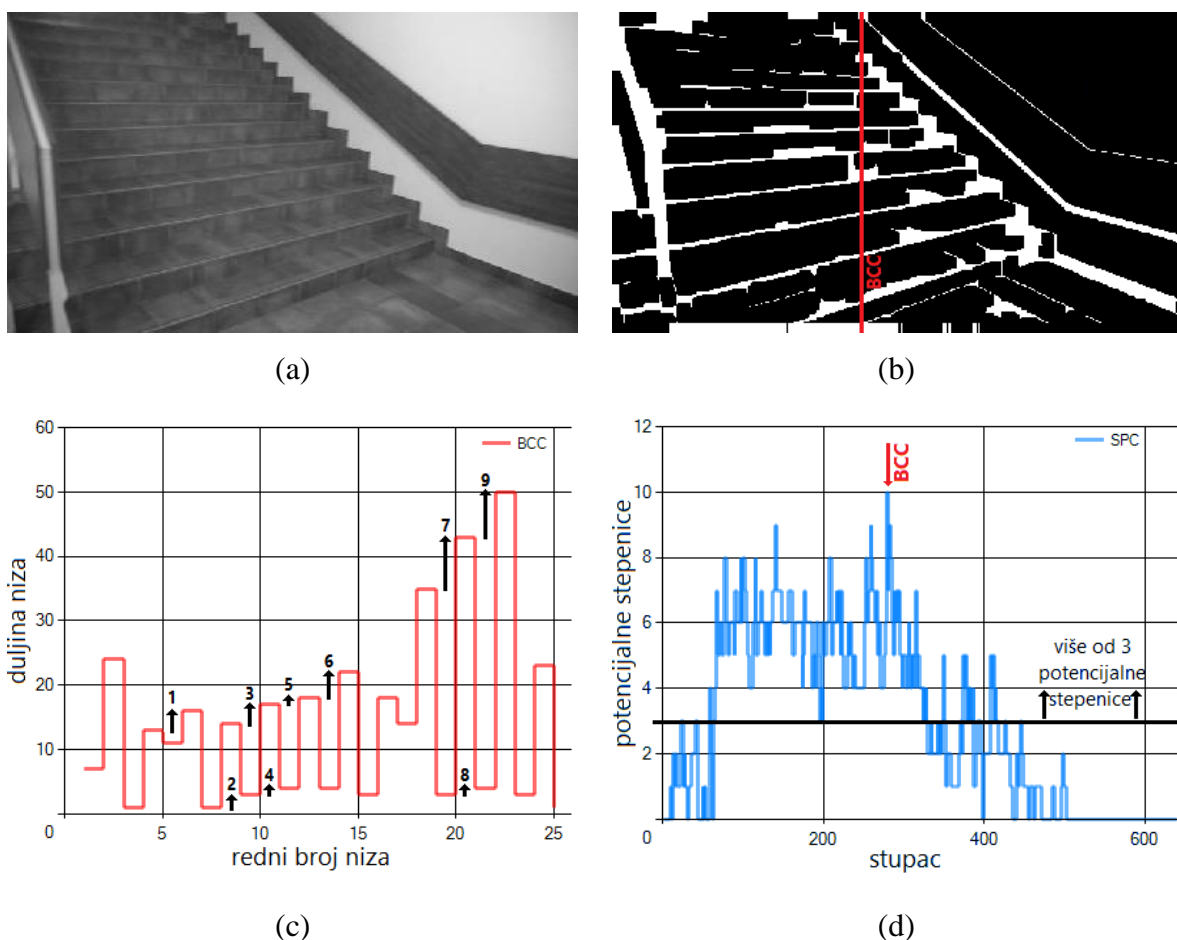 BCC
(a)
(b)
60
50
40
30
20
10
0
5
10
15
20
25
duljina niza
redni broj niza
BCC
1
2
3
4
5
6
7
8
9
12
10
8
6
4
2
0
200
400
600
potencijalne stepenice
stupac
SPC
BCC
više od 3
potencijalne
stepenice
(c)
(d)